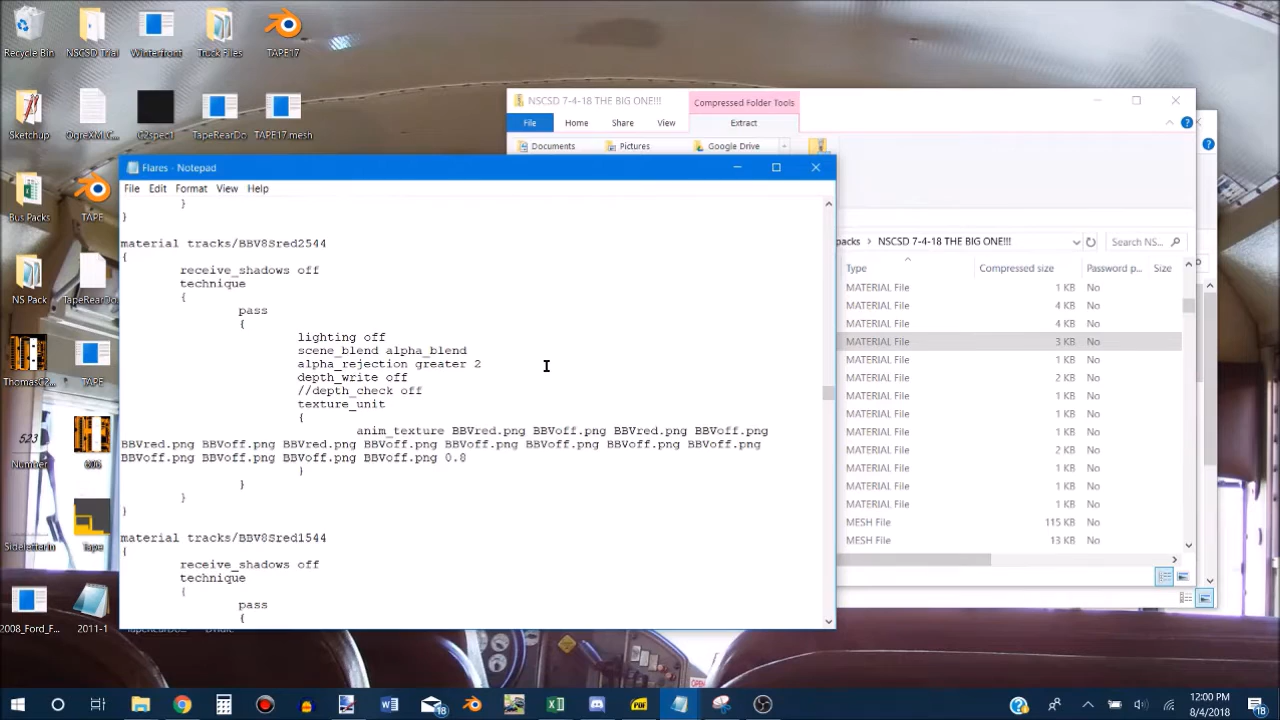 Recycle Bin
NSCSD Trial
Winterfront
Truck Files
TAPE17
Sketchup
OgreXMLC...
C2spec1
TapeRearDo...
TAPE17 mesh
Bus Packs
TAPE
NS Pack
TapeRearDo...
ThomasC2...
TAPE
523
Number
606
Sideletterin
Tape
2008_Ford_F...
2011-1
NSCSD 7-4-18 THE BIG ONE!!!
Compressed Folder Tools
File
Home
Share
View
Extract
Documents
Pictures
Google Drive
packs > NSCSD 7-4-18 THE BIG ONE!!!
Search NS...
Type
Compressed size
Password p...
Size
MATERIAL File 1 KB No
MATERIAL File 4 KB No
MATERIAL File 4 KB No
MATERIAL File 3 KB No
MATERIAL File 1 KB No
MATERIAL File 2 KB No
MATERIAL File 1 KB No
MATERIAL File 1 KB No
MATERIAL File 1 KB No
MATERIAL File 2 KB No
MATERIAL File 1 KB No
MATERIAL File 1 KB No
MATERIAL File 1 KB No
MESH File 115 KB No
MESH File 13 KB No
Flares - Notepad
File Edit Format View Help
}
}
material tracks/BBV8Sred2544
{
receive_shadows off
technique
{
pass
{
lighting off
scene_blend alpha_blend
alpha_rejection greater 2
depth_write off
//depth_check off
texture_unit
{
anim_texture BBVred.png BBVoff.png BBVred.png BBVoff.png
BBVred.png BBVoff.png BBVred.png BBVoff.png BBVoff.png BBVoff.png BBVoff.png BBVoff.png
BBVoff.png BBVoff.png BBVoff.png BBVoff.png 0.8
}
}
}
}
material tracks/BBV8Sred1544
{
receive_shadows off
technique
{
pass
{
OPEN
PDF
18
12:00 PM
8/4/2018
18